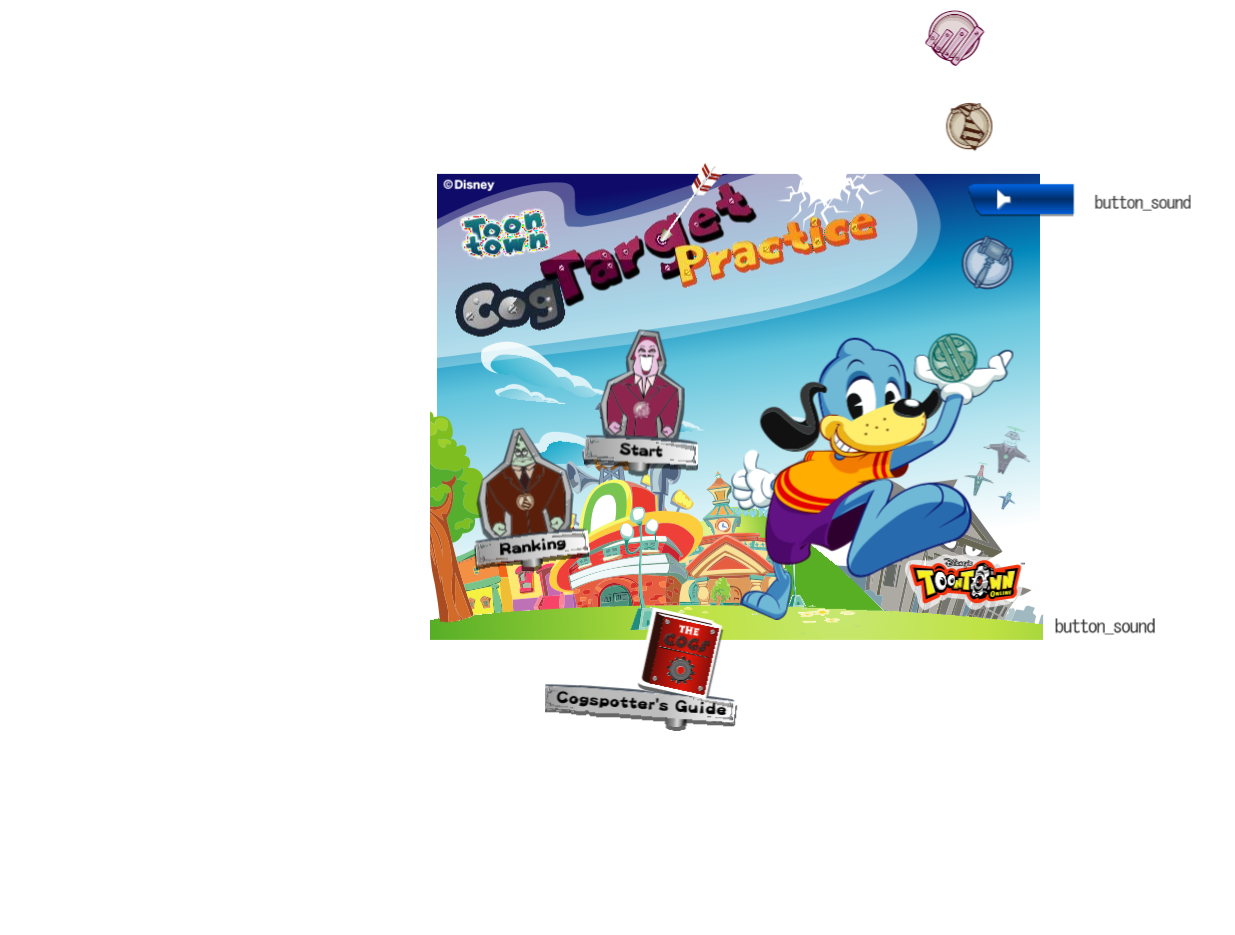 ©Disney
button_sound
Toon
town
Cog Target
Practice
Start
Ranking
Disney's
TOONTOWN
ONLINE
button_sound
THE
COGS
Cogspotter's Guide